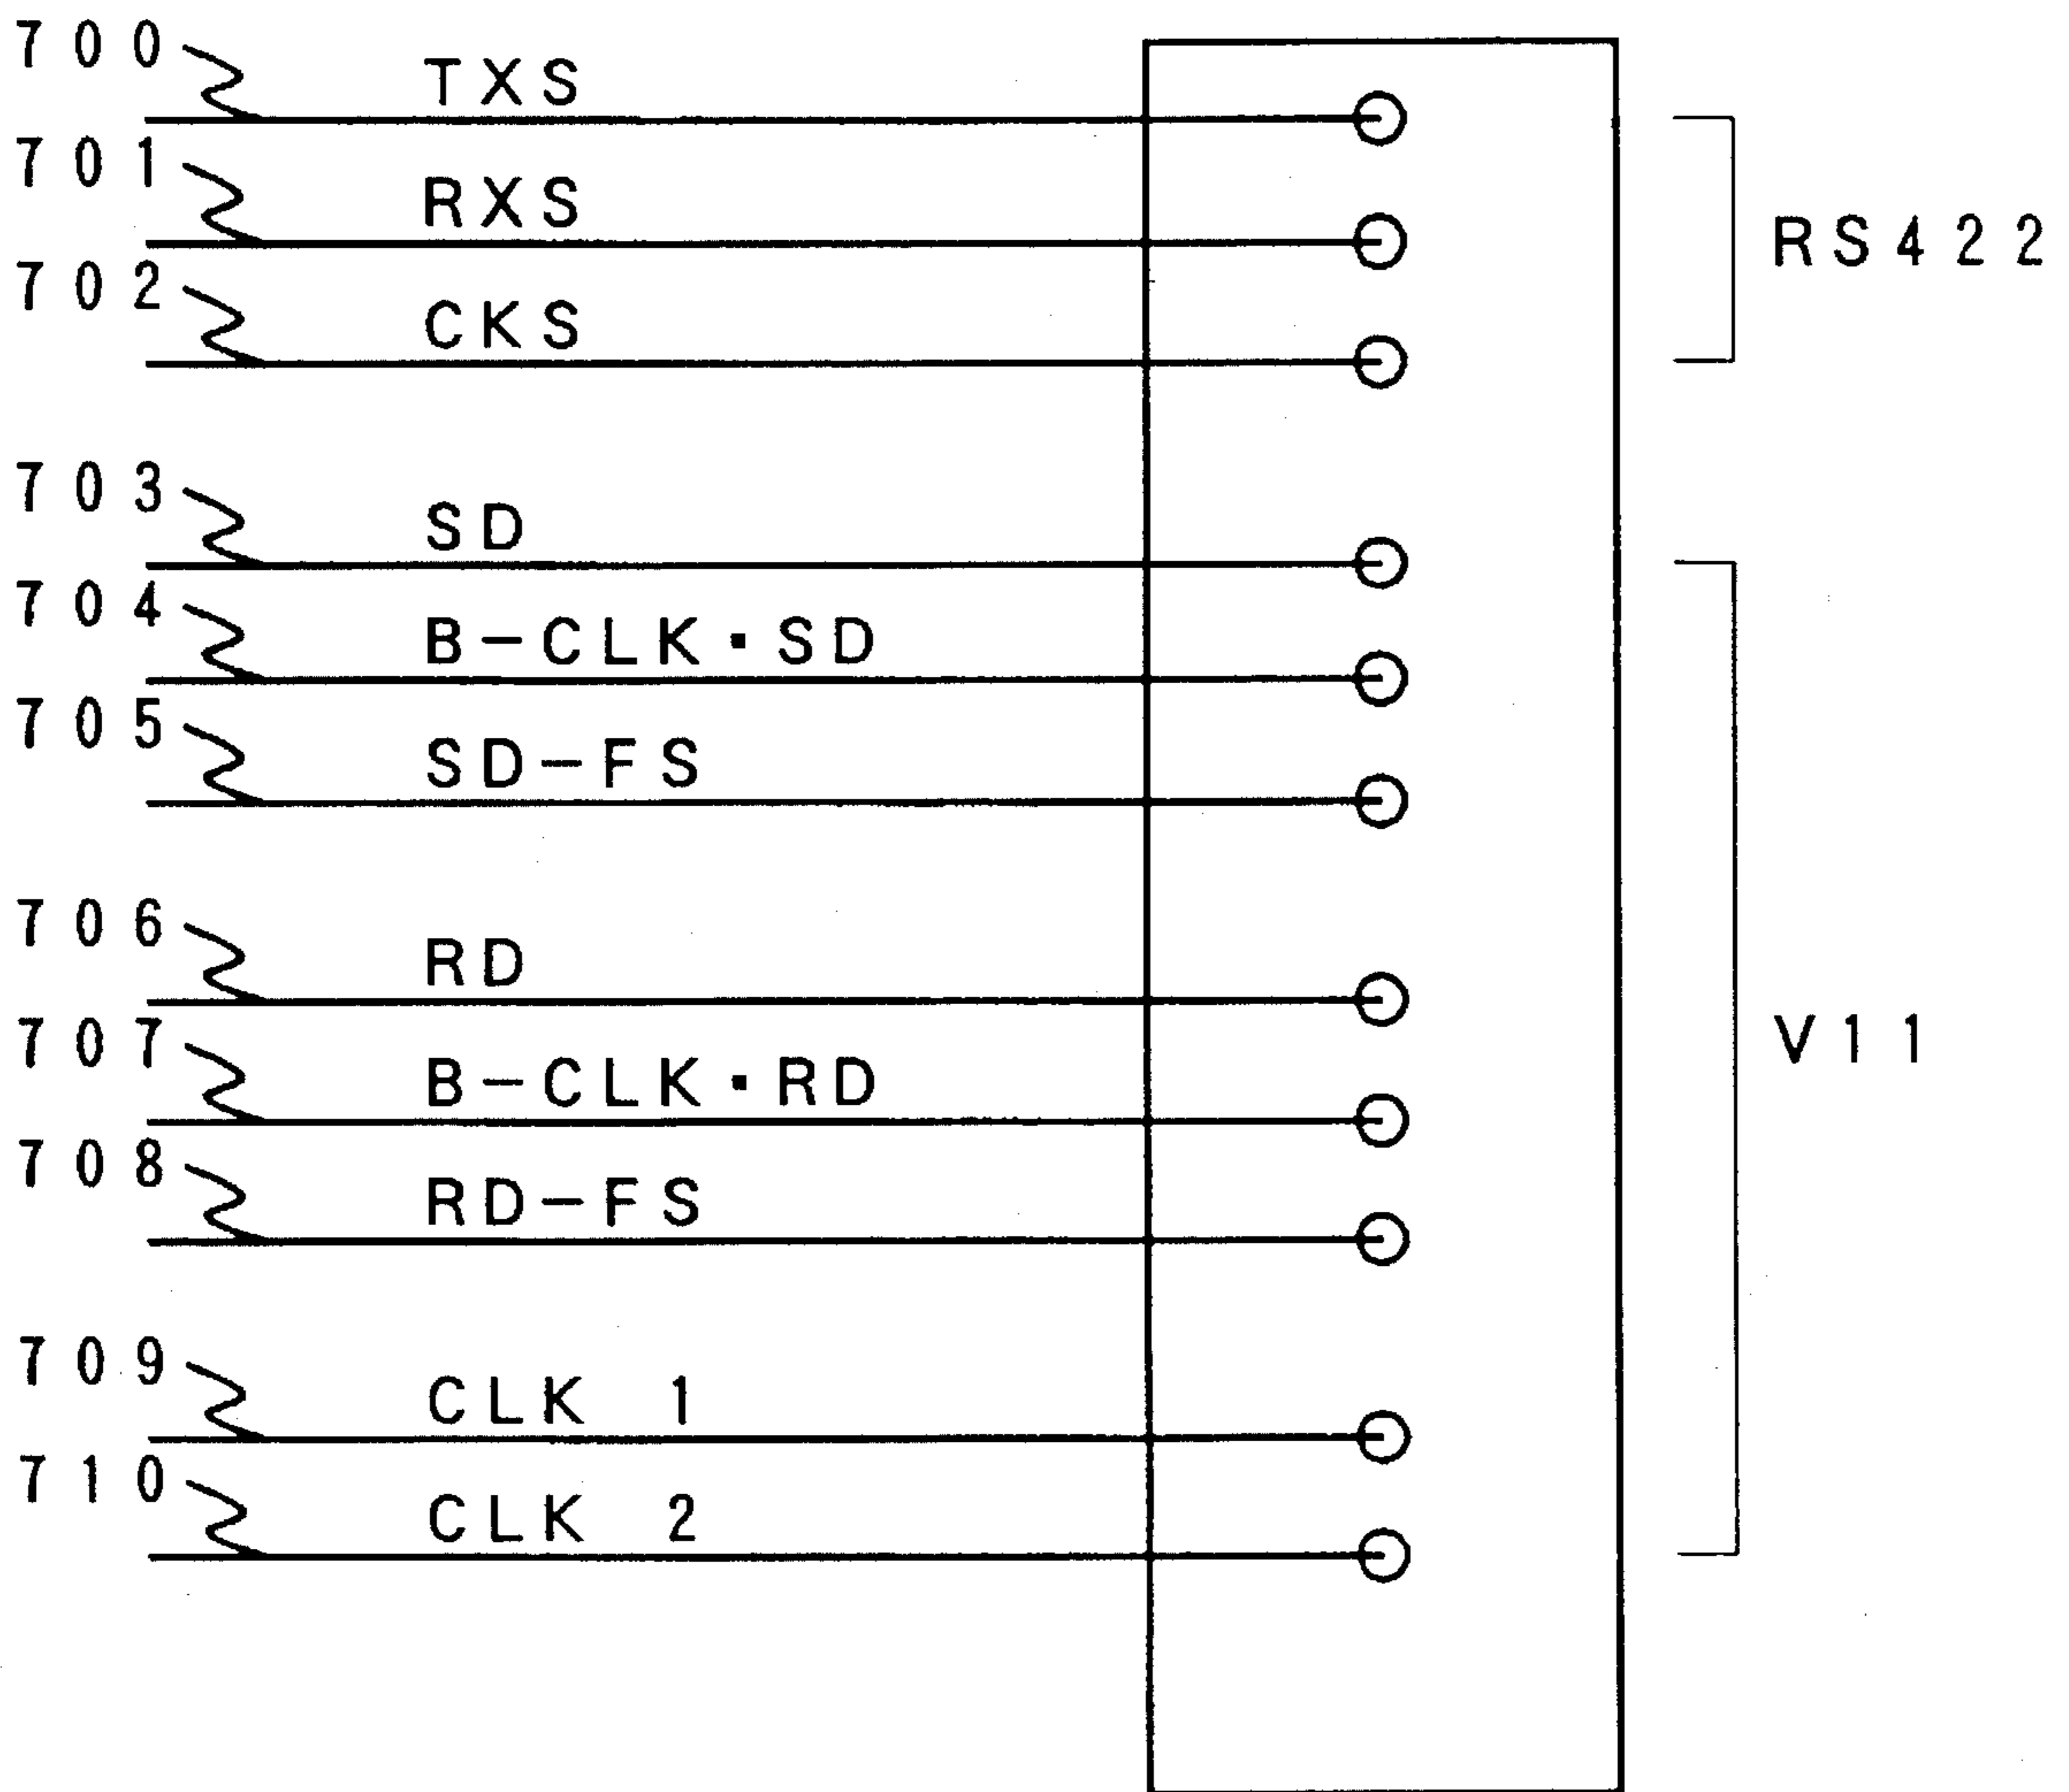 700
TXS
701
RXS
702
CKS
RS422
703
SD
704
B-CLK・SD
705
SD-FS
706
RD
707
B-CLK・RD
V11
708
RD-FS
709
CLK 1
710
CLK 2